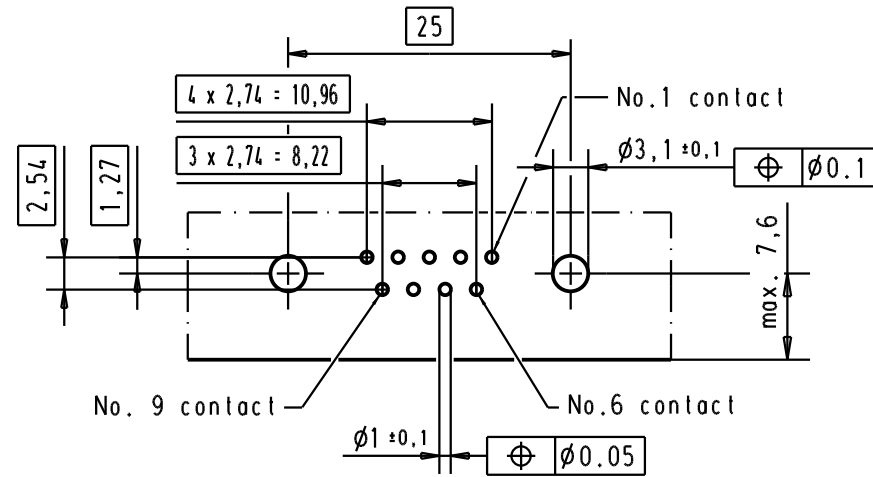 25
4 x 2,74 = 10,96
No.1 contact
3 x 2,74 = 8,22
Ø3,1 ±0,1
⌖ Ø0.1
2,54
1,27
max. 7,6
No. 9 contact
No.6 contact
Ø1 ±0,1
⌖ Ø0.05